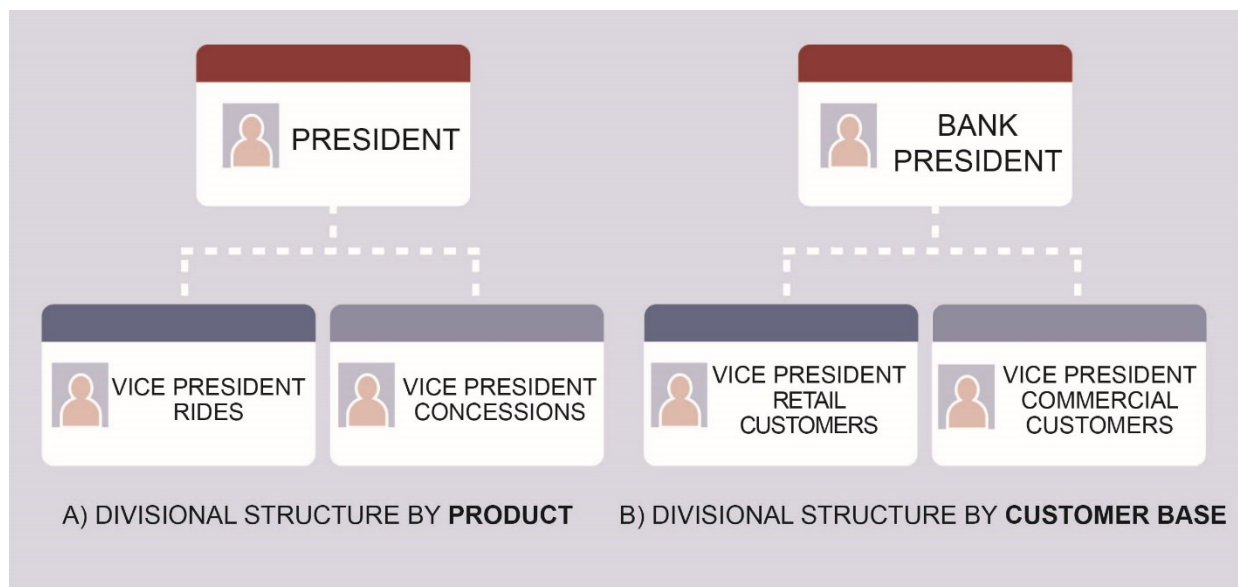 PRESIDENT
VICE PRESIDENT
RIDES
VICE PRESIDENT
CONCESSIONS
A) DIVISIONAL STRUCTURE BY PRODUCT
BANK
PRESIDENT
VICE PRESIDENT
RETAIL
CUSTOMERS
VICE PRESIDENT
COMMERCIAL
CUSTOMERS
B) DIVISIONAL STRUCTURE BY CUSTOMER BASE